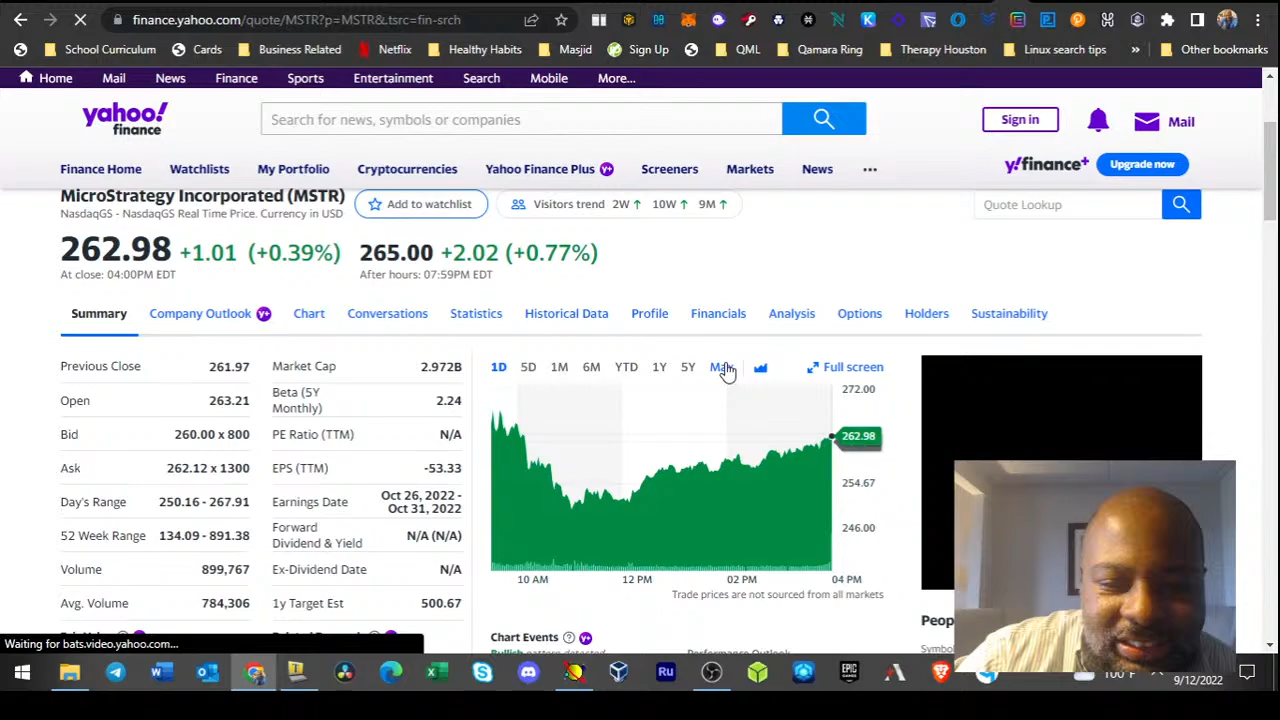 finance.yahoo.com/quote/MSTR?p=MSTR&.tsrc=fin-srch
School Curriculum Cards Business Related Netflix Healthy Habits Masjid Sign Up QML Qamara Ring Therapy Houston Linux search tips » Other bookmarks
Home Mail News Finance Sports Entertainment Search Mobile More...
yahoo!
finance
Search for news, symbols or companies
Sign in
Mail
Finance Home Watchlists My Portfolio Cryptocurrencies Yahoo Finance Plus Screeners Markets News ...
y!finance+ Upgrade now
MicroStrategy Incorporated (MSTR)
NasdaqGS - NasdaqGS Real Time Price. Currency in USD
Add to watchlist
Visitors trend 2W↑ 10W↑ 9M↑
Quote Lookup
262.98 +1.01 (+0.39%) 265.00 +2.02 (+0.77%)
At close: 04:00PM EDT After hours: 07:59PM EDT
Summary Company Outlook Chart Conversations Statistics Historical Data Profile Financials Analysis Options Holders Sustainability
Previous Close 261.97
Open 263.21
Bid 260.00 x 800
Ask 262.12 x 1300
Day's Range 250.16 - 267.91
52 Week Range 134.09 - 891.38
Volume 899,767
Avg. Volume 784,306
Market Cap 2.972B
Beta (5Y
Monthly) 2.24
PE Ratio (TTM) N/A
EPS (TTM) -53.33
Earnings Date Oct 26, 2022 -
Oct 31, 2022
Forward
Dividend & Yield N/A (N/A)
Ex-Dividend Date N/A
1y Target Est 500.67
1D 5D 1M 6M YTD 1Y 5Y Max Full screen
272.00
262.98
254.67
246.00
10 AM 12 PM 02 PM 04 PM
Trade prices are not sourced from all markets
Chart Events
Waiting for bats.video.yahoo.com...
Ru
EPIC
GAMES
9/12/2022